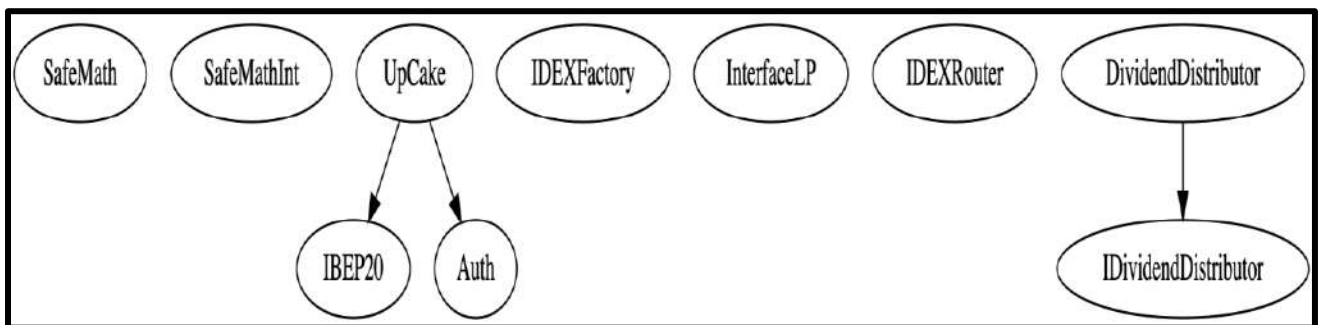 SafeMath SafeMathInt UpCake IDEXFactory InterfaceLP IDEXRouter DividendDistributor
IBEP20 Auth IDividendDistributor